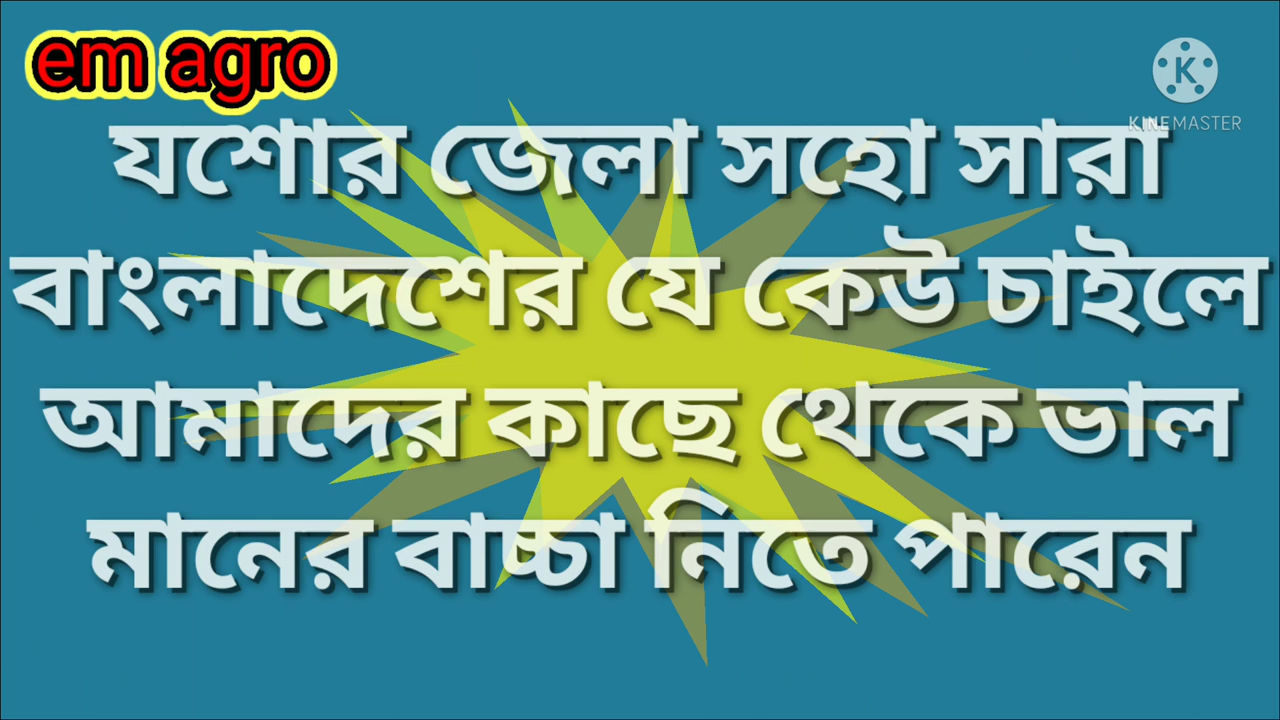 em agro
KINEMASTER
যশোর জেলা সহো সারা
বাংলাদেশের যে কেউ চাইলে
আমাদের কাছে থেকে ভাল
মানের বাচ্চা নিতে পারেন